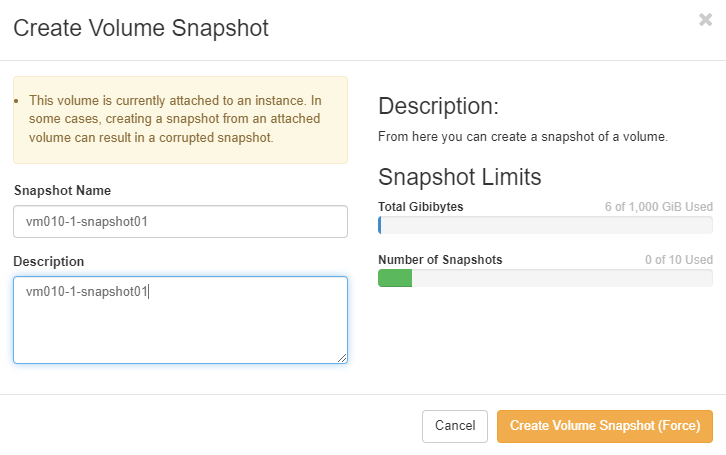 Create Volume Snapshot
×
This volume is currently attached to an instance. In
some cases, creating a snapshot from an attached
volume can result in a corrupted snapshot.
Snapshot Name
vm010-1-snapshot01
Description
vm010-1-snapshot01
Description:
From here you can create a snapshot of a volume.
Snapshot Limits
Total Gibibytes
6 of 1,000 GiB Used
Number of Snapshots
0 of 10 Used
Cancel
Create Volume Snapshot (Force)